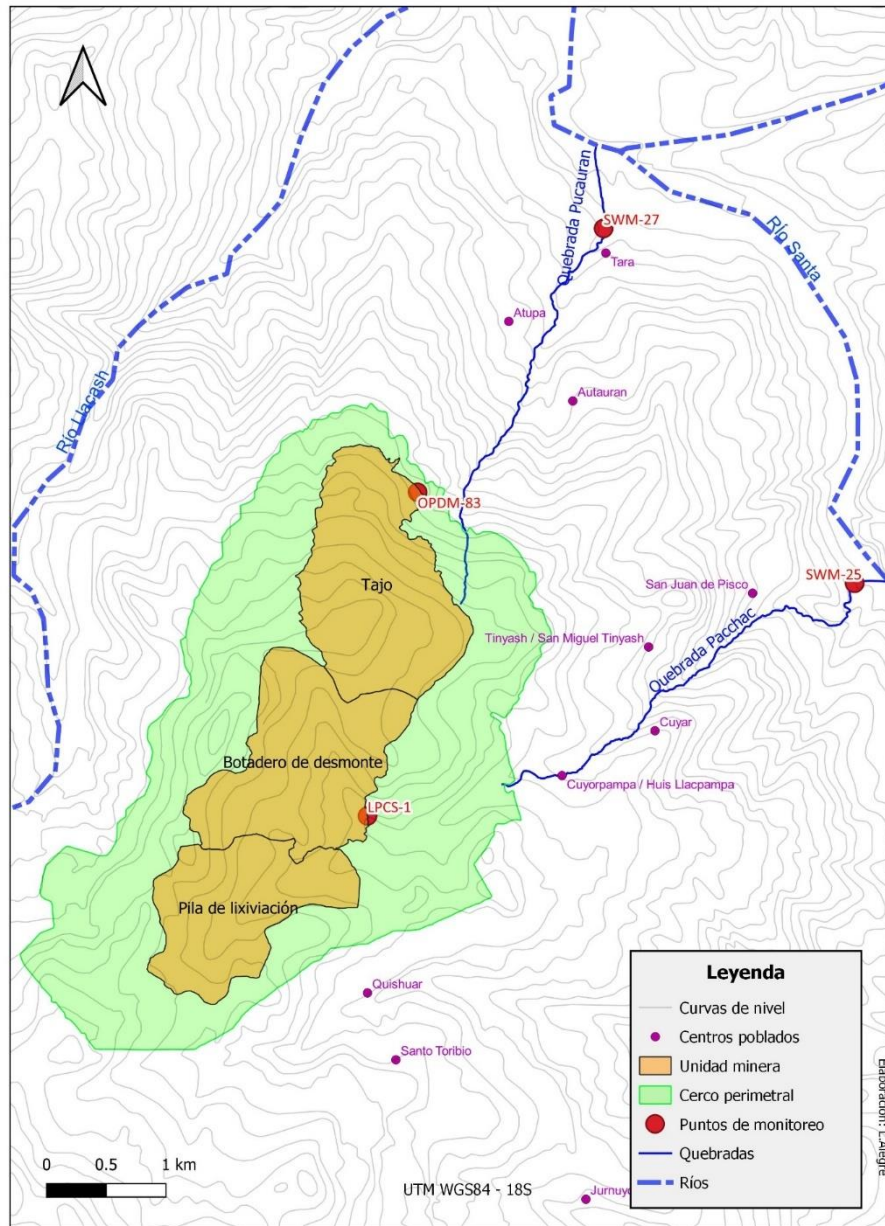 Quebrada Pucauran
SWM-27
Tara
Río Santa
Atupa
Río Llacash
Autauran
OPDM-83
SWM-25
San Juan de Pisco
Tajo
Tinyash / San Miguel Tinyash
Quebrada Pacchac
Cuyar
Botadero de desmonte
Cuyorpampa / Huis Llacpampa
LPCS-1
Pila de lixiviación
Quishuar
Santo Toribio
Leyenda
Curvas de nivel
Centros poblados
Unidad minera
Cerco perimetral
Puntos de monitoreo
Quebradas
Ríos
Elaboración: E.Alegre
0 0.5 1 km
UTM WGS84 - 18S